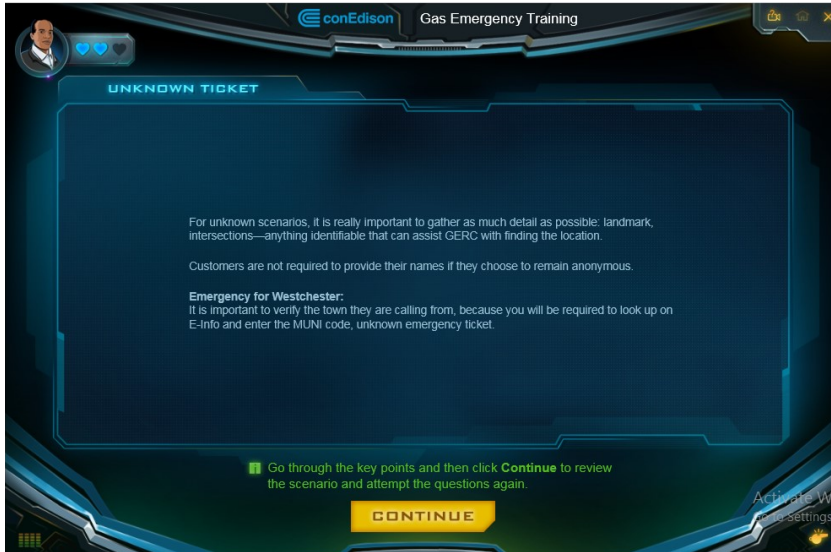 conEdison Gas Emergency Training
UNKNOWN TICKET
For unknown scenarios, it is really important to gather as much detail as possible: landmark,
intersections—anything identifiable that can assist GERC with finding the location.
Customers are not required to provide their names if they choose to remain anonymous.
Emergency for Westchester:
It is important to verify the town they are calling from, because you will be required to look up on
E-Info and enter the MUNI code, unknown emergency ticket.
Go through the key points and then click Continue to review
the scenario and attempt the questions again.
CONTINUE
Activate W
Go to Settings